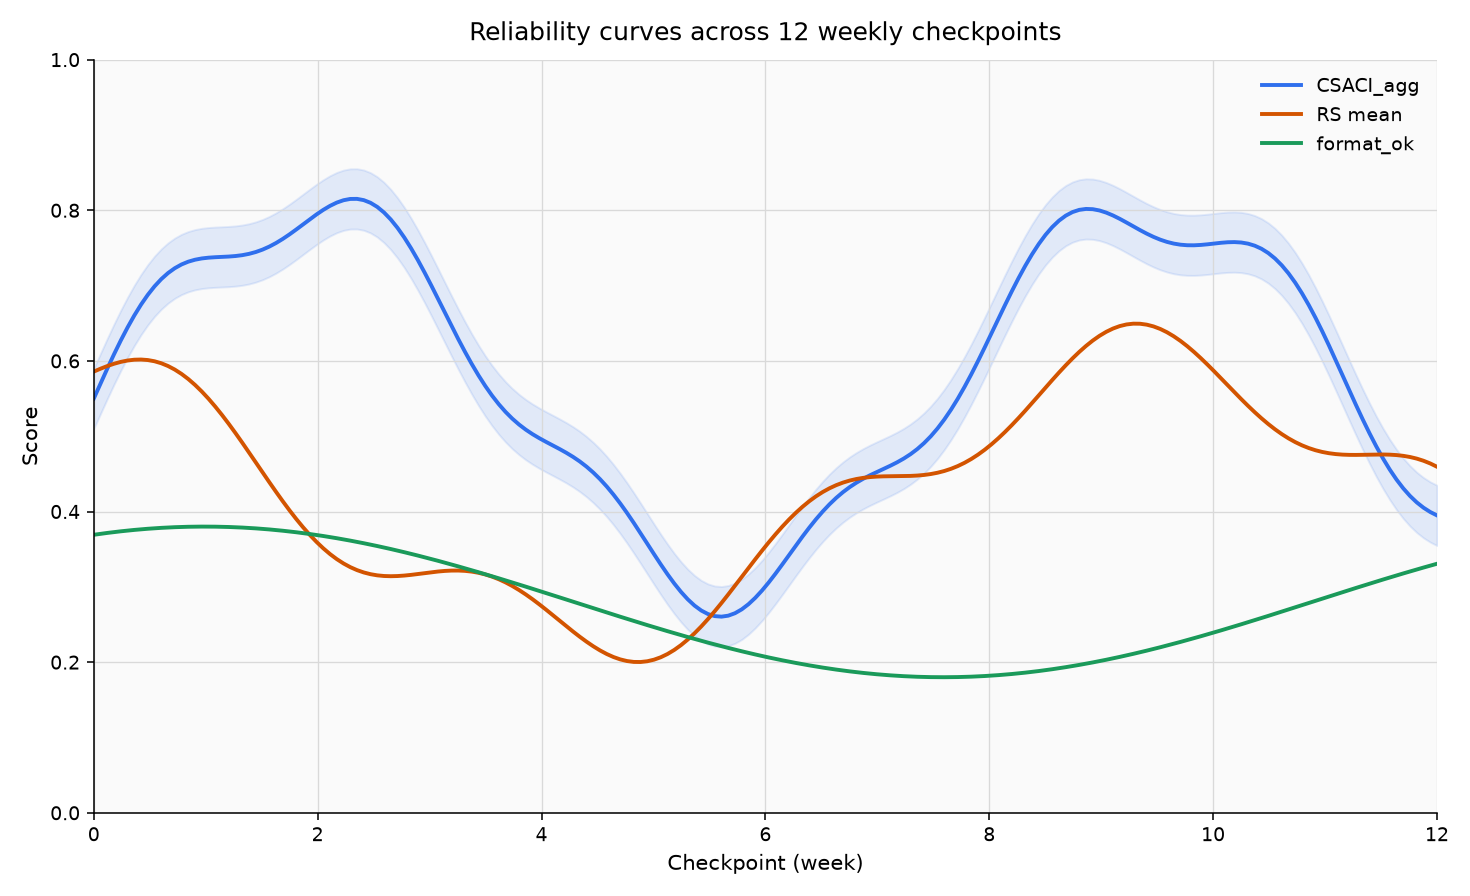 Reliability curves across 12 weekly checkpoints
CSACI_agg
RS mean
format_ok
Score
1.0
0.8
0.6
0.4
0.2
0.0
0 2 4 6 8 10 12
Checkpoint (week)